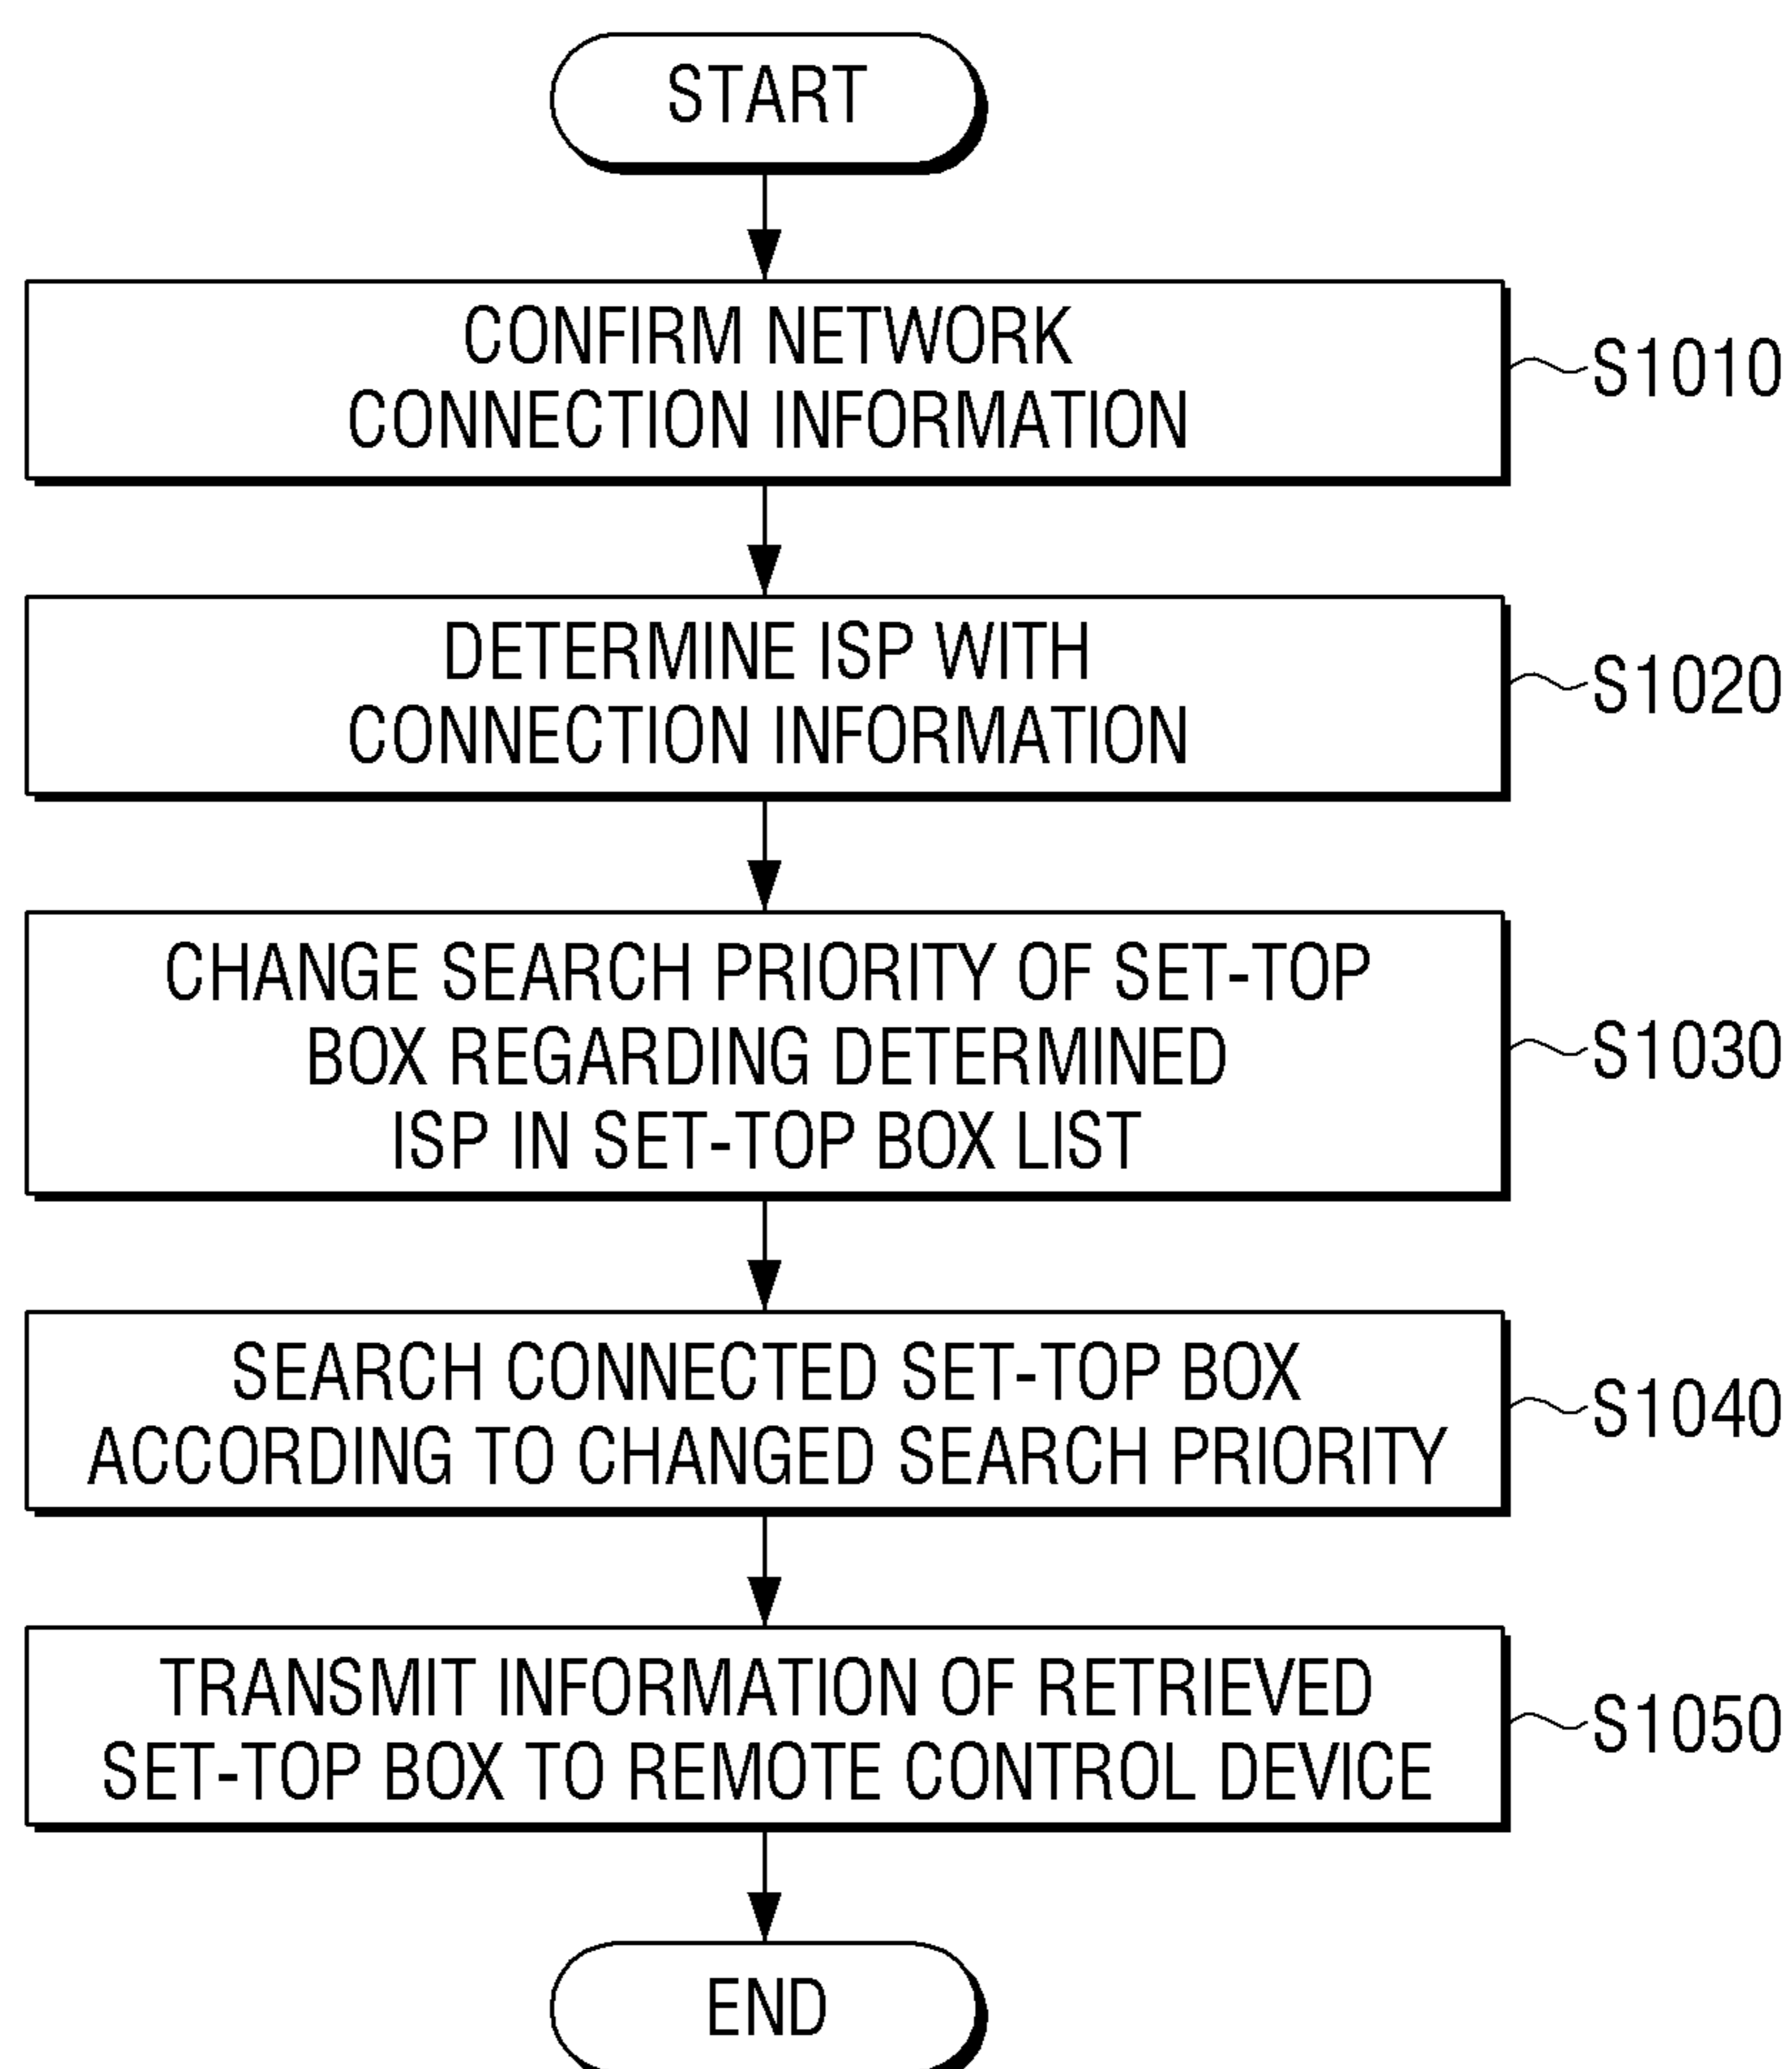 START
CONFIRM NETWORK
CONNECTION INFORMATION
S1010
DETERMINE ISP WITH
CONNECTION INFORMATION
S1020
CHANGE SEARCH PRIORITY OF SET-TOP
BOX REGARDING DETERMINED
ISP IN SET-TOP BOX LIST
S1030
SEARCH CONNECTED SET-TOP BOX
ACCORDING TO CHANGED SEARCH PRIORITY
S1040
TRANSMIT INFORMATION OF RETRIEVED
SET-TOP BOX TO REMOTE CONTROL DEVICE
S1050
END